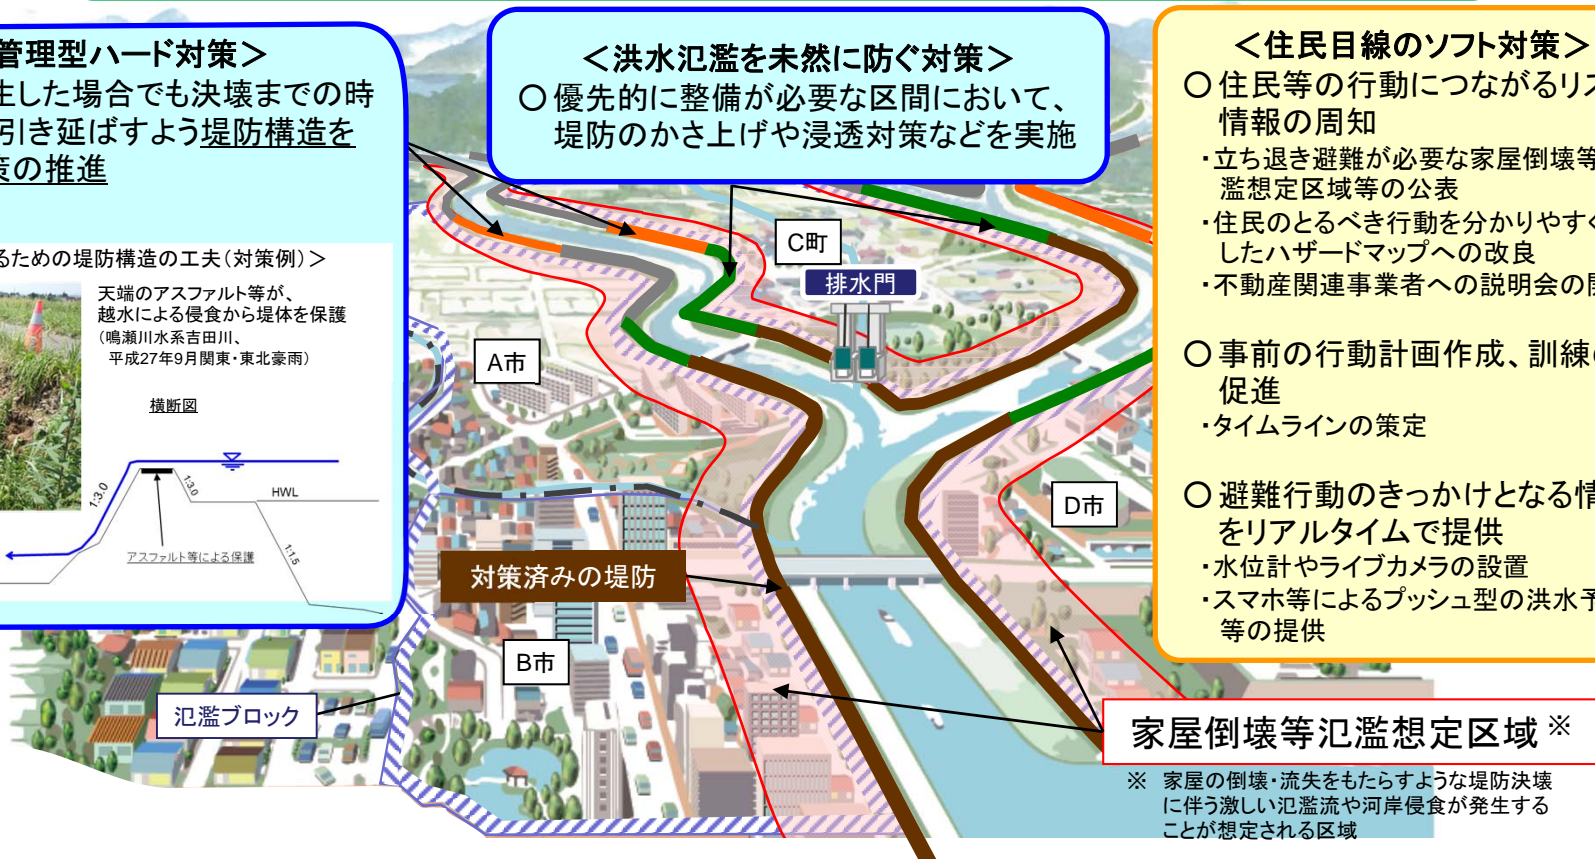 管理型ハード対策＞
生した場合でも決壊までの時
引き延ばすよう堤防構造を
策の推進
るための堤防構造の工夫（対策例）＞
天端のアスファルト等が、
越水による侵食から堤体を保護
（鳴瀬川水系吉田川、
平成27年9月関東・東北豪雨）
横断図
1:3.0
1:3.0
HWL
アスファルト等による保護
1:1.5
＜洪水氾濫を未然に防ぐ対策＞
○優先的に整備が必要な区間において、
堤防のかさ上げや浸透対策などを実施
＜住民目線のソフト対策＞
○住民等の行動につながるリス
情報の周知
・立ち退き避難が必要な家屋倒壊等
濫想定区域等の公表
・住民のとるべき行動を分かりやすく
したハザードマップへの改良
・不動産関連事業者への説明会の開
○事前の行動計画作成、訓練の
促進
・タイムラインの策定
○避難行動のきっかけとなる情
をリアルタイムで提供
・水位計やライブカメラの設置
・スマホ等によるプッシュ型の洪水予
等の提供
C町
排水門
A市
D市
対策済みの堤防
B市
氾濫ブロック
家屋倒壊等氾濫想定区域※
※ 家屋の倒壊・流失をもたらすような堤防決壊
に伴う激しい氾濫流や河岸侵食が発生する
ことが想定される区域